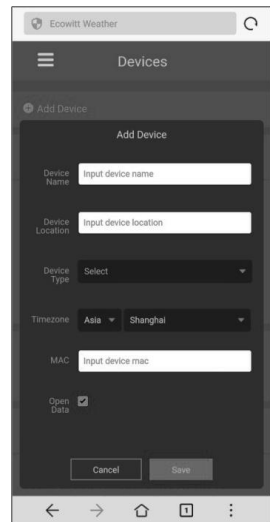 Ecowitt Weather
Devices
Add Device
Add Device
Device
Name
Input device name
Device
Location
Input device location
Device
Type
Select
Timezone
Asia
Shanghai
MAC
Input device mac
Open
Data
Cancel
Save
1